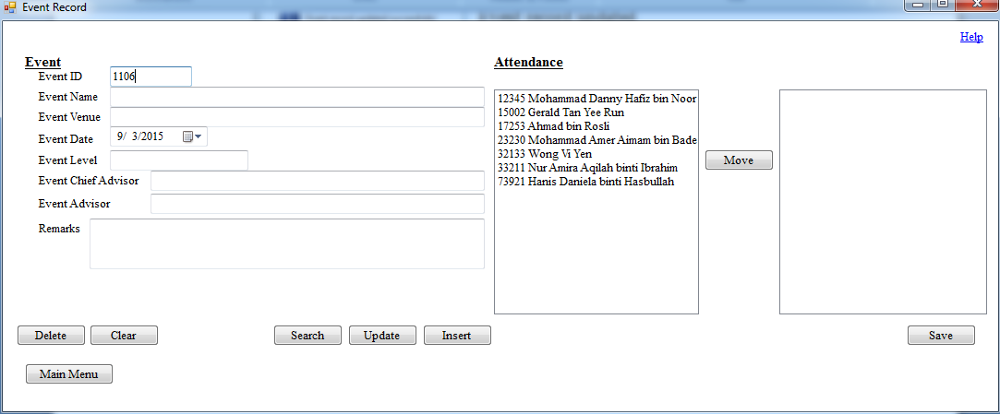 Event Record
Help
Event
Event ID 1106
Event Name
Event Venue
Event Date 9/ 3/2015
Event Level
Event Chief Advisor
Event Advisor
Remarks
Attendance
12345 Mohammad Danny Hafiz bin Noor
15002 Gerald Tan Yee Run
17253 Ahmad bin Rosli
23230 Mohammad Amer Aimam bin Bade
32133 Wong Vi Yen
33211 Nur Amira Aqilah binti Ibrahim
73921 Hanis Daniela binti Hasbullah
Move
Delete Clear Search Update Insert Save
Main Menu